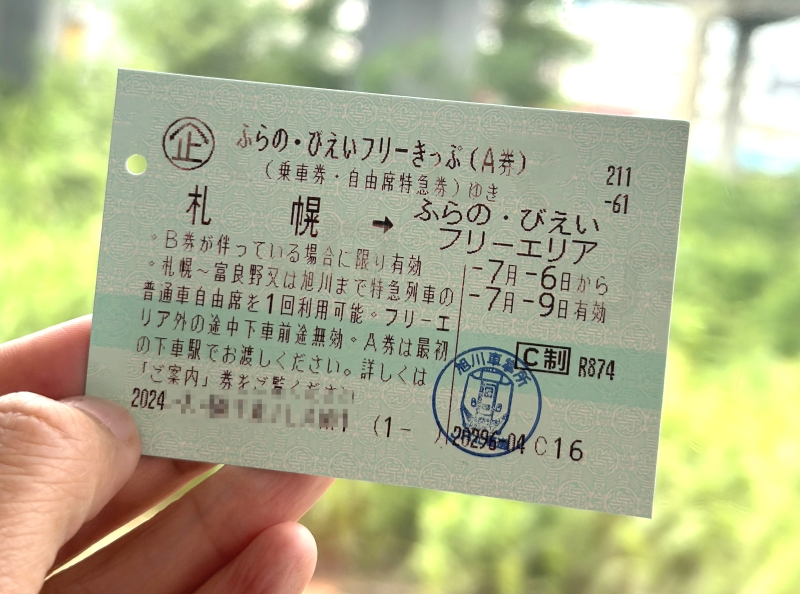 企 ふらの・びえいフリーきっぷ(A券)
(乗車券・自由席特急券)ゆき
211
-61
札 幌 → ふらの・びえい
フリーエリア
。B券が伴っている場合に限り有効
。札幌〜富良野又は旭川まで特急列車の
普通車自由席を1回利用可能。フリーエ
リア外の途中下車前途無効。A券は最初
の下車駅でお渡しください。詳しくは
「ご案内」券をご覧ください
-7月-6日から
-7月-9日有効
C制 R874
旭川車掌所
2024
(1- 20296-04 C16